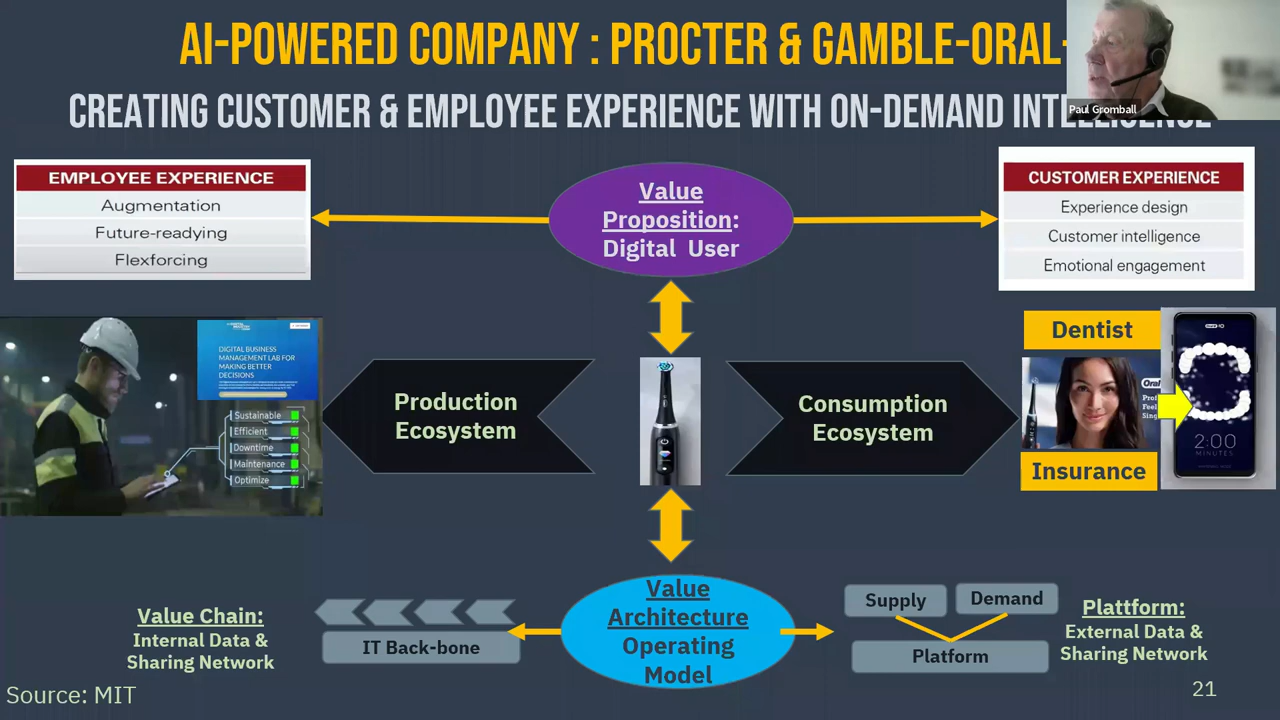 AI-POWERED COMPANY : PROCTER & GAMBLE-ORAL-
Paul Gromball
CREATING CUSTOMER & EMPLOYEE EXPERIENCE WITH ON-DEMAND INTELLIGENCE
EMPLOYEE EXPERIENCE
Augmentation
Future-readying
Flexforcing
Value
Proposition:
Digital User
CUSTOMER EXPERIENCE
Experience design
Customer intelligence
Emotional engagement
DIGITAL BUSINESS
MANAGEMENT LAB FOR
MAKING BETTER
DECISIONS
Sustainable
Efficient
Downtime
Maintenance
Optimize
Production
Ecosystem
Consumption
Ecosystem
Dentist
Oral
Insurance
2:00
MINUTES
Value Chain:
Internal Data &
Sharing Network
IT Back-bone
Value
Architecture
Operating
Model
Supply
Demand
Platform
Plattform:
External Data &
Sharing Network
Source: MIT
21